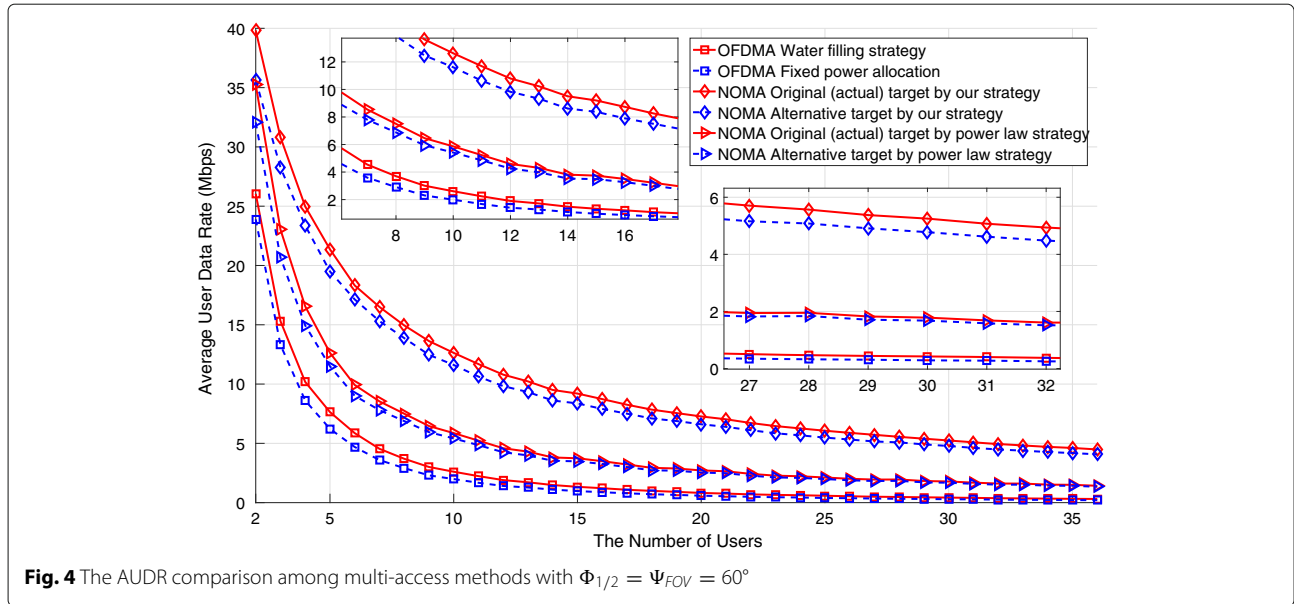 40
35
30
25
20
15
10
5
0
Average User Data Rate (Mbps)
2 5 10 15 20 25 30 35
The Number of Users
12
10
8
6
4
2
8 10 12 14 16
OFDMA Water filling strategy
OFDMA Fixed power allocation
NOMA Original (actual) target by our strategy
NOMA Alternative target by our strategy
NOMA Original (actual) target by power law strategy
NOMA Alternative target by power law strategy
6
4
2
0
27 28 29 30 31 32
Fig. 4 The AUDR comparison among multi-access methods with Φ1/2 = ΨFOV = 60°